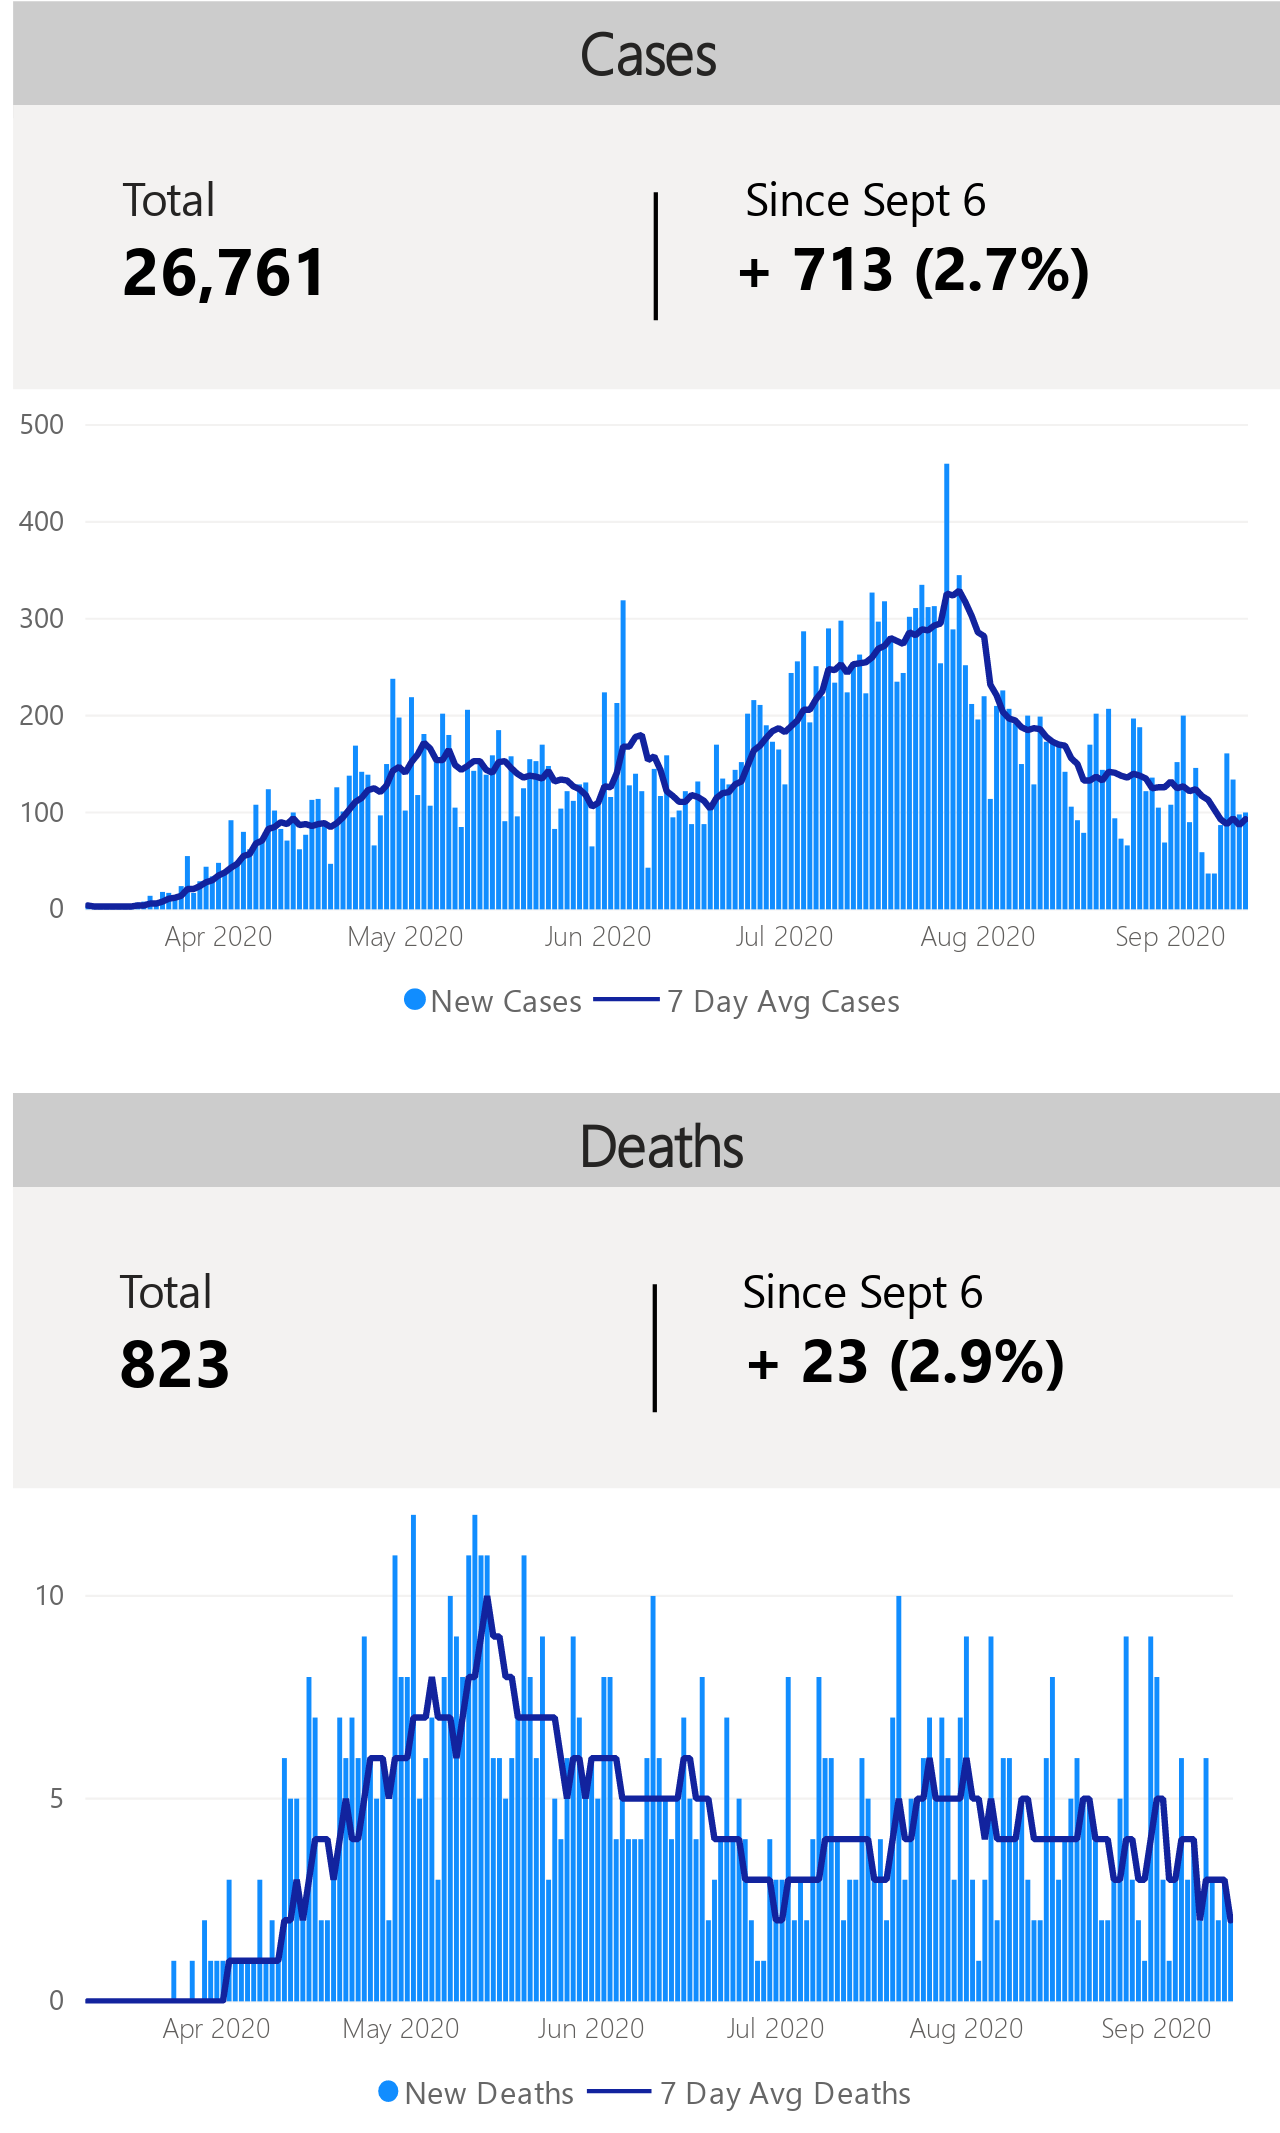 Cases
Total
Since Sept 6
26,761
+ 713 (2.7%)
500
400
300
200
100
0
Apr 2020 May 2020 Jun 2020 Jul 2020 Aug 2020 Sep 2020
New Cases 7 Day Avg Cases
Deaths
Total
Since Sept 6
823
+ 23 (2.9%)
10
5
0
Apr 2020 May 2020 Jun 2020 Jul 2020 Aug 2020 Sep 2020
New Deaths 7 Day Avg Deaths